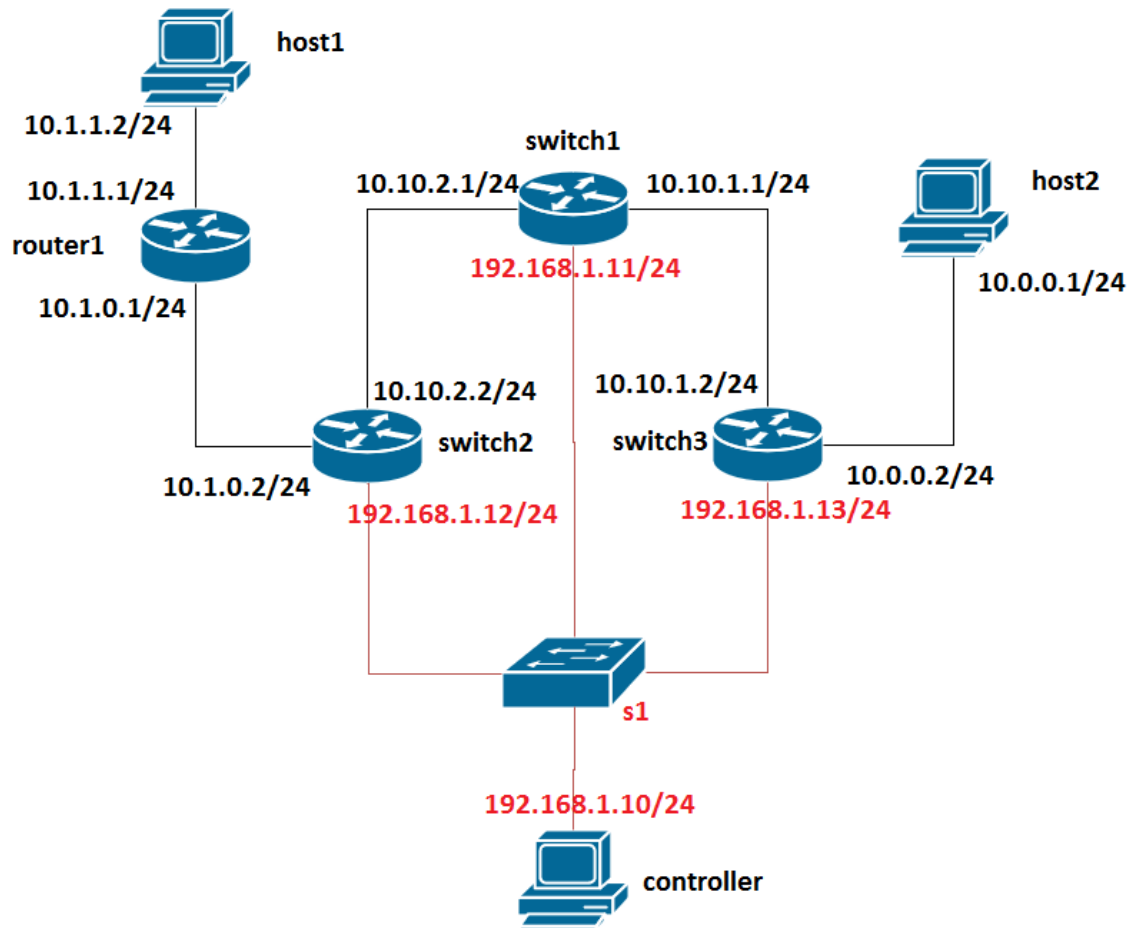 host1
10.1.1.2/24
switch1
10.1.1.1/24
10.10.2.1/24
10.10.1.1/24
host2
router1
192.168.1.11/24
10.0.0.1/24
10.1.0.1/24
10.10.2.2/24
10.10.1.2/24
switch2
switch3
10.1.0.2/24
10.0.0.2/24
192.168.1.12/24
192.168.1.13/24
s1
192.168.1.10/24
controller